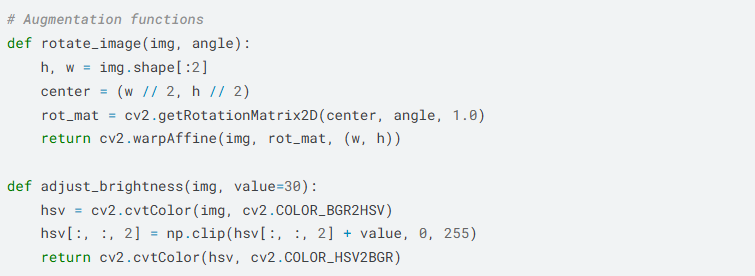 # Augmentation functions
def rotate_image(img, angle):
    h, w = img.shape[:2]
    center = (w // 2, h // 2)
    rot_mat = cv2.getRotationMatrix2D(center, angle, 1.0)
    return cv2.warpAffine(img, rot_mat, (w, h))

def adjust_brightness(img, value=30):
    hsv = cv2.cvtColor(img, cv2.COLOR_BGR2HSV)
    hsv[:, :, 2] = np.clip(hsv[:, :, 2] + value, 0, 255)
    return cv2.cvtColor(hsv, cv2.COLOR_HSV2BGR)